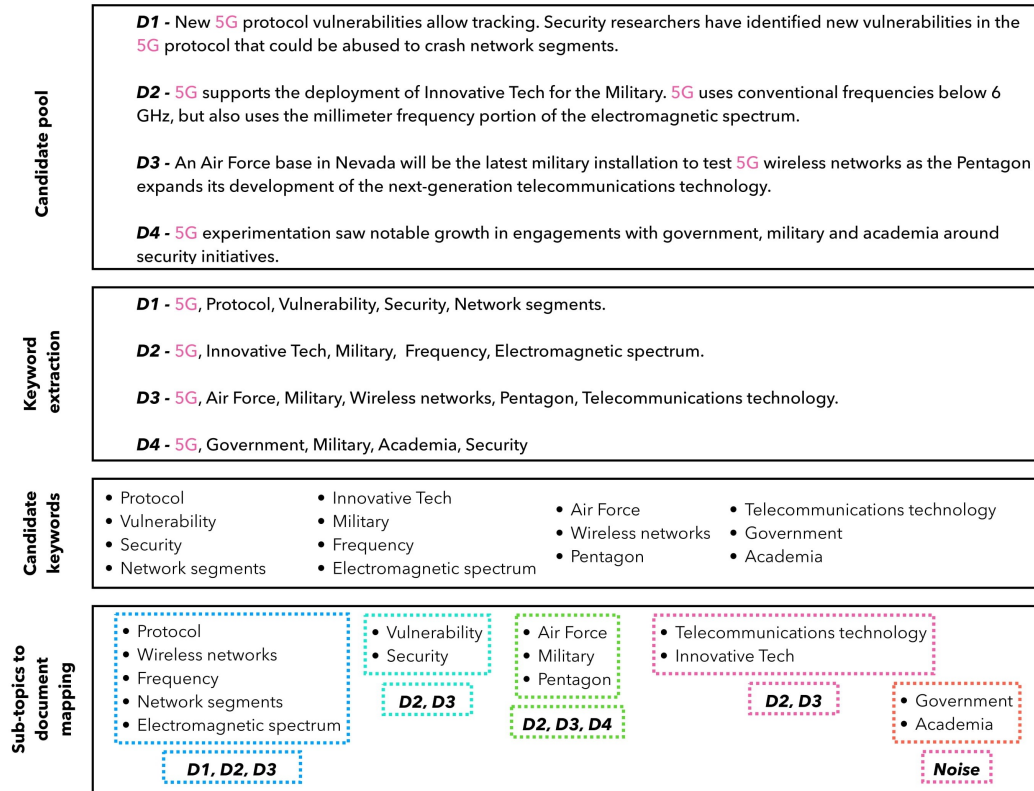 Candidate pool
D1 - New 5G protocol vulnerabilities allow tracking. Security researchers have identified new vulnerabilities in the
5G protocol that could be abused to crash network segments.
D2 - 5G supports the deployment of Innovative Tech for the Military. 5G uses conventional frequencies below 6
GHz, but also uses the millimeter frequency portion of the electromagnetic spectrum.
D3 - An Air Force base in Nevada will be the latest military installation to test 5G wireless networks as the Pentagon
expands its development of the next-generation telecommunications technology.
D4 - 5G experimentation saw notable growth in engagements with government, military and academia around
security initiatives.
Keyword
extraction
D1 - 5G, Protocol, Vulnerability, Security, Network segments.
D2 - 5G, Innovative Tech, Military, Frequency, Electromagnetic spectrum.
D3 - 5G, Air Force, Military, Wireless networks, Pentagon, Telecommunications technology.
D4 - 5G, Government, Military, Academia, Security
Candidate
keywords
• Protocol
• Vulnerability
• Security
• Network segments
• Innovative Tech
• Military
• Frequency
• Electromagnetic spectrum
• Air Force
• Wireless networks
• Pentagon
• Telecommunications technology
• Government
• Academia
Sub-topics to
document
mapping
• Protocol
• Wireless networks
• Frequency
• Network segments
• Electromagnetic spectrum
D1, D2, D3
• Vulnerability
• Security
D2, D3
• Air Force
• Military
• Pentagon
D2, D3, D4
• Telecommunications technology
• Innovative Tech
D2, D3
• Government
• Academia
Noise